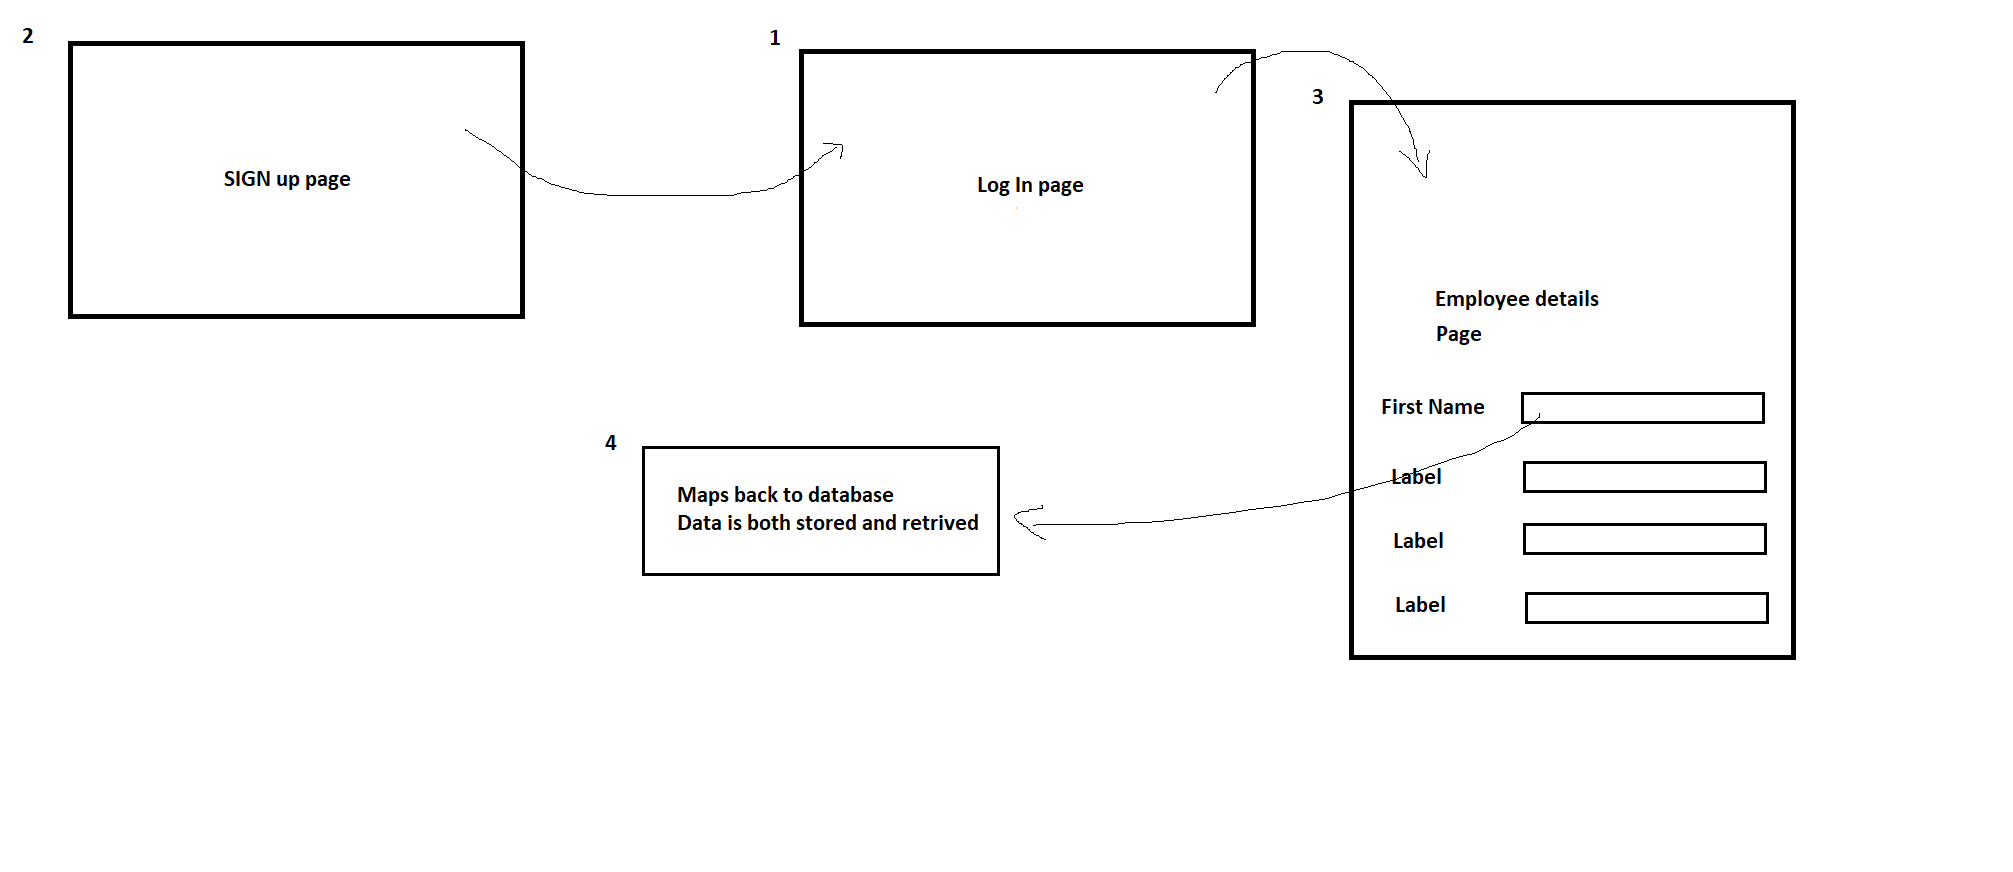 2
SIGN up page
1
Log In page
3
Employee details
Page
First Name
Label
Label
Label
4
Maps back to database
Data is both stored and retrived